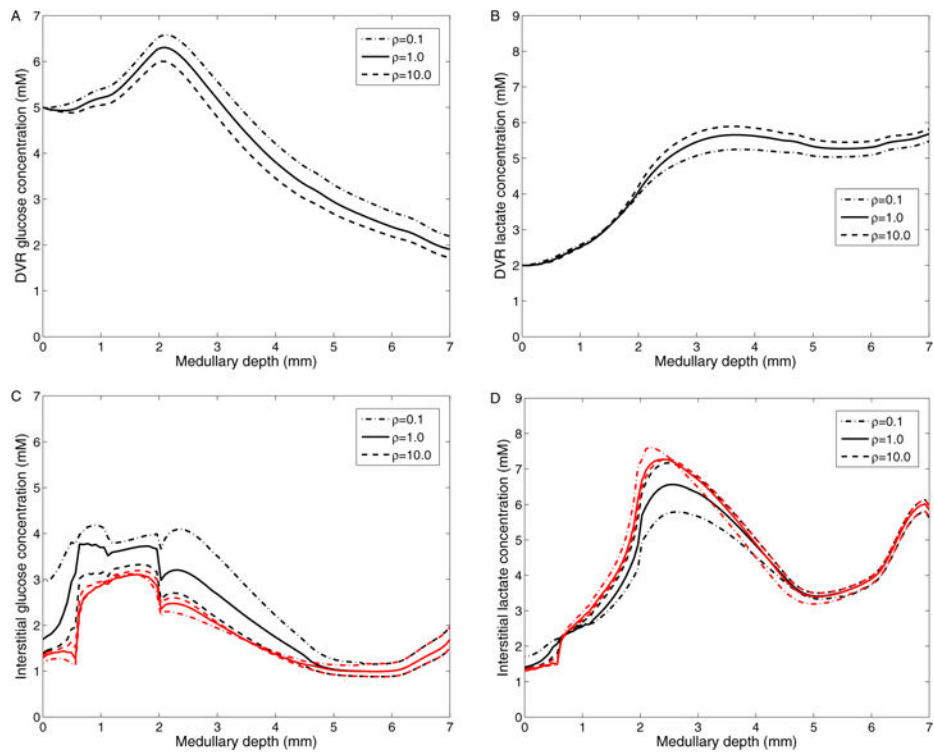 A
DVR glucose concentration (mM)
7
6
5
4
3
2
1
0
0 1 2 3 4 5 6 7
Medullary depth (mm)
ρ=0.1
ρ=1.0
ρ=10.0
B
DVR lactate concentration (mM)
9
8
7
6
5
4
3
2
1
0
0 1 2 3 4 5 6 7
Medullary depth (mm)
ρ=0.1
ρ=1.0
ρ=10.0
C
Interstitial glucose concentration (mM)
7
6
5
4
3
2
1
0
0 1 2 3 4 5 6 7
Medullary depth (mm)
ρ=0.1
ρ=1.0
ρ=10.0
D
Interstitial lactate concentration (mM)
9
8
7
6
5
4
3
2
1
0
0 1 2 3 4 5 6 7
Medullary depth (mm)
ρ=0.1
ρ=1.0
ρ=10.0